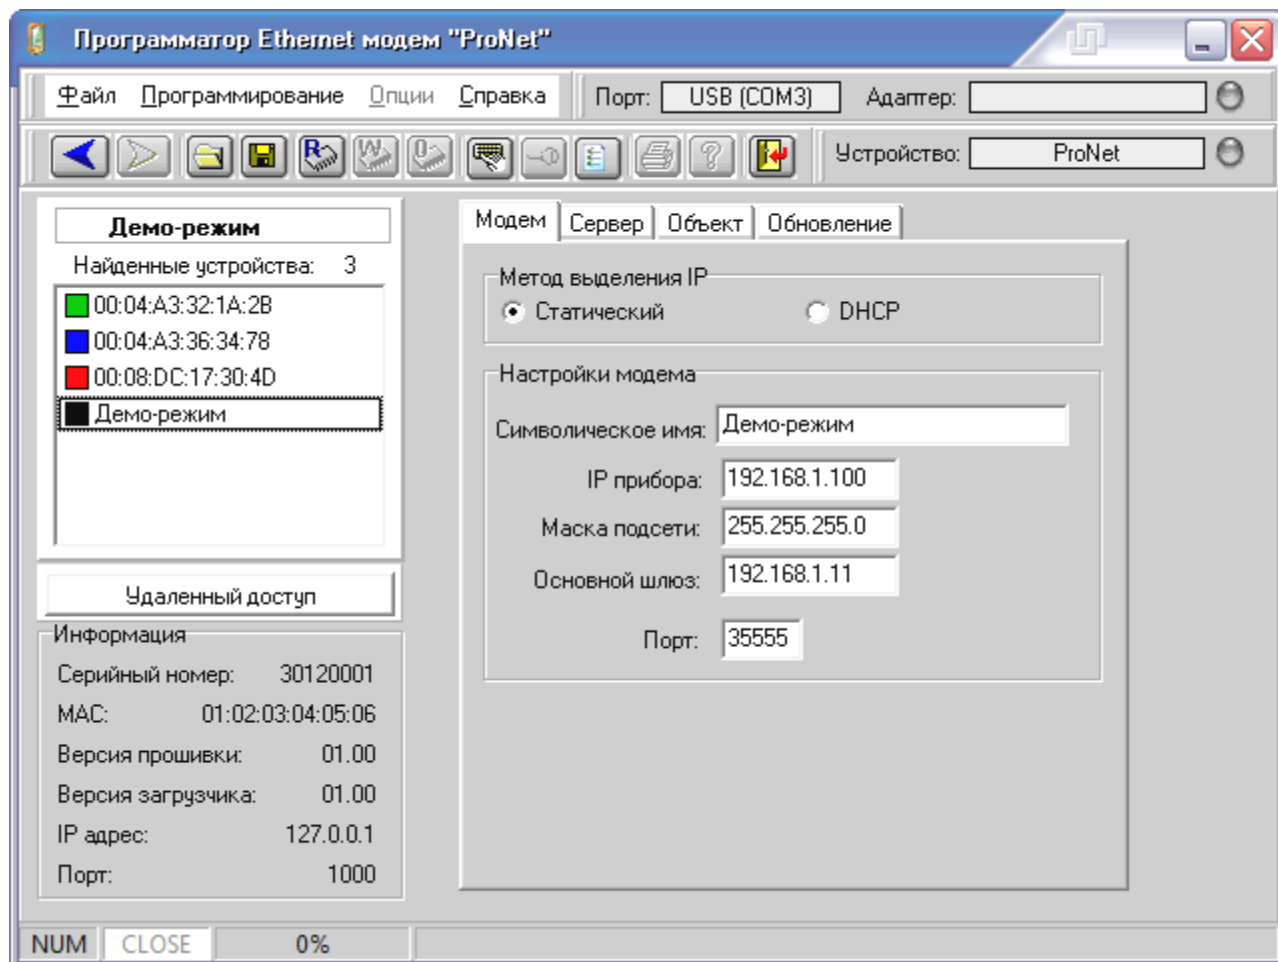 Программатор Ethernet модем "ProNet"
Файл Программирование Опции Справка Порт: USB (COM3) Адаптер:
R W Q ? Устройство: ProNet
Демо-режим
Найденные устройства: 3
00:04:A3:32:1A:2B
00:04:A3:36:34:78
00:08:DC:17:30:4D
Демо-режим
Удаленный доступ
Информация
Серийный номер: 30120001
MAC: 01:02:03:04:05:06
Версия прошивки: 01.00
Версия загрузчика: 01.00
IP адрес: 127.0.0.1
Порт: 1000
Модем Сервер Объект Обновление
Метод выделения IP
Статический DHCP
Настройки модема
Символическое имя: Демо-режим
IP прибора: 192.168.1.100
Маска подсети: 255.255.255.0
Основной шлюз: 192.168.1.11
Порт: 35555
NUM CLOSE 0%